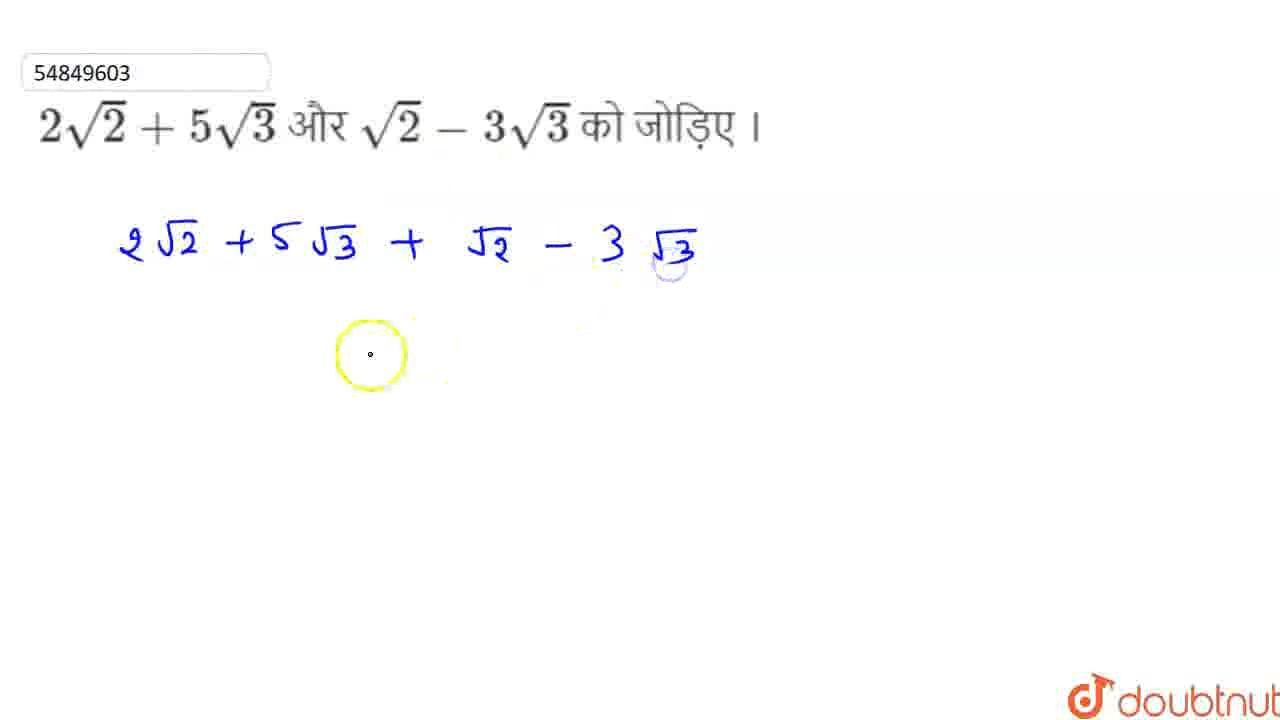 54849603
2√2 + 5√3 और √2 − 3√3 को जोड़िए ।
2√2 + 5√3 + √2 − 3√3
doubtnut